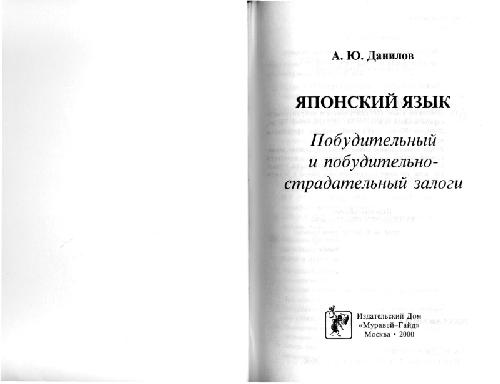 А. Ю. Данилов
ЯПОНСКИЙ ЯЗЫК
Побудительный
и побудительно-
страдательный залоги
Издательский Дом
«Муравей–Гайд»
Москва • 2000